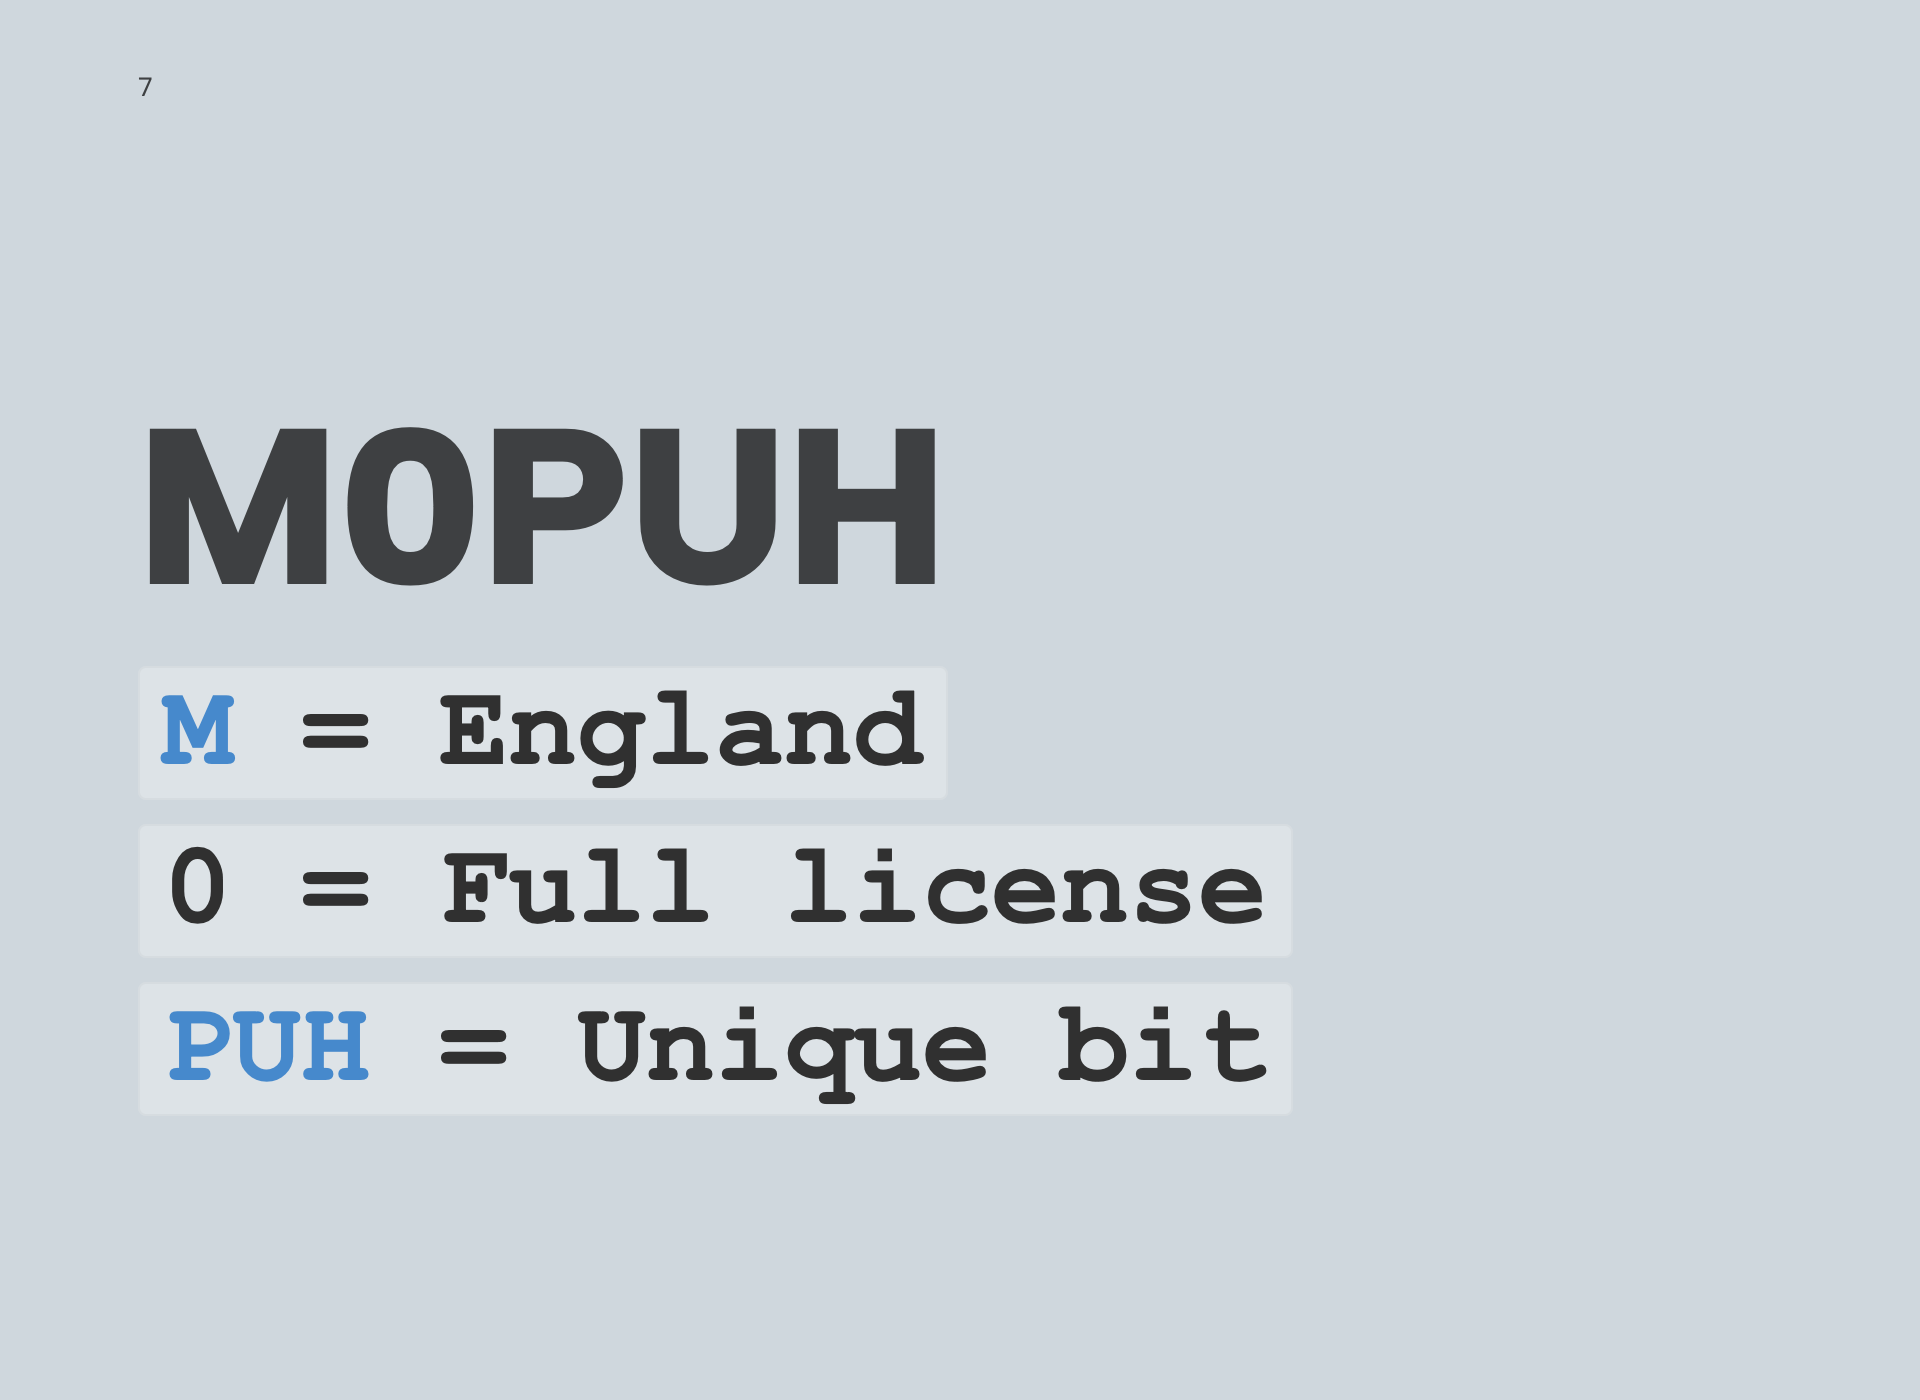 7
M0PUH
M = England
0 = Full license
PUH = Unique bit